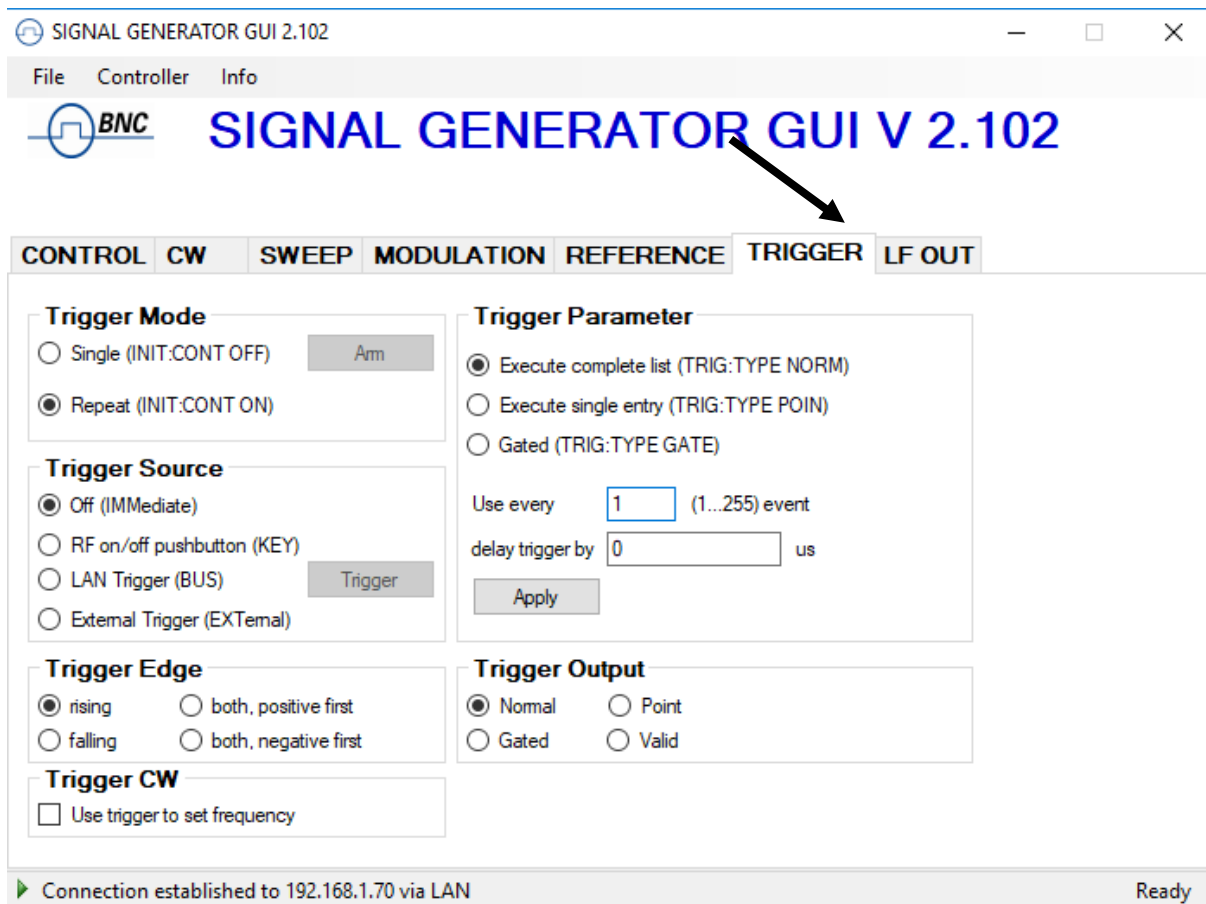 SIGNAL GENERATOR GUI 2.102
File Controller Info
BNC SIGNAL GENERATOR GUI V 2.102
CONTROL CW SWEEP MODULATION REFERENCE TRIGGER LF OUT
Trigger Mode
Single (INIT:CONT OFF) Arm
Repeat (INIT:CONT ON)
Trigger Source
Off (IMMediate)
RF on/off pushbutton (KEY)
LAN Trigger (BUS) Trigger
External Trigger (EXTernal)
Trigger Edge
rising both, positive first
falling both, negative first
Trigger CW
Use trigger to set frequency
Trigger Parameter
Execute complete list (TRIG:TYPE NORM)
Execute single entry (TRIG:TYPE POIN)
Gated (TRIG:TYPE GATE)
Use every 1 (1...255) event
delay trigger by 0 us
Apply
Trigger Output
Normal Point
Gated Valid
Connection established to 192.168.1.70 via LAN Ready